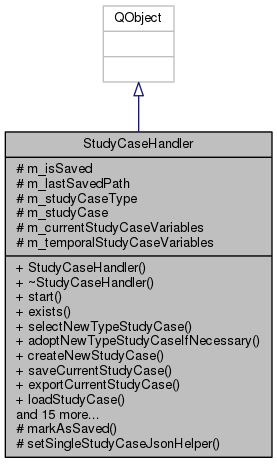 QObject
StudyCaseHandler
# m_isSaved
# m_lastSavedPath
# m_studyCaseType
# m_studyCase
# m_currentStudyCaseVariables
# m_temporalStudyCaseVariables
+ StudyCaseHandler()
+ ~StudyCaseHandler()
+ start()
+ exists()
+ selectNewTypeStudyCase()
+ adoptNewTypeStudyCaseIfNecessary()
+ createNewStudyCase()
+ saveCurrentStudyCase()
+ exportCurrentStudyCase()
+ loadStudyCase()
and 15 more...
# markAsSaved()
# setSingleStudyCaseJsonHelper()